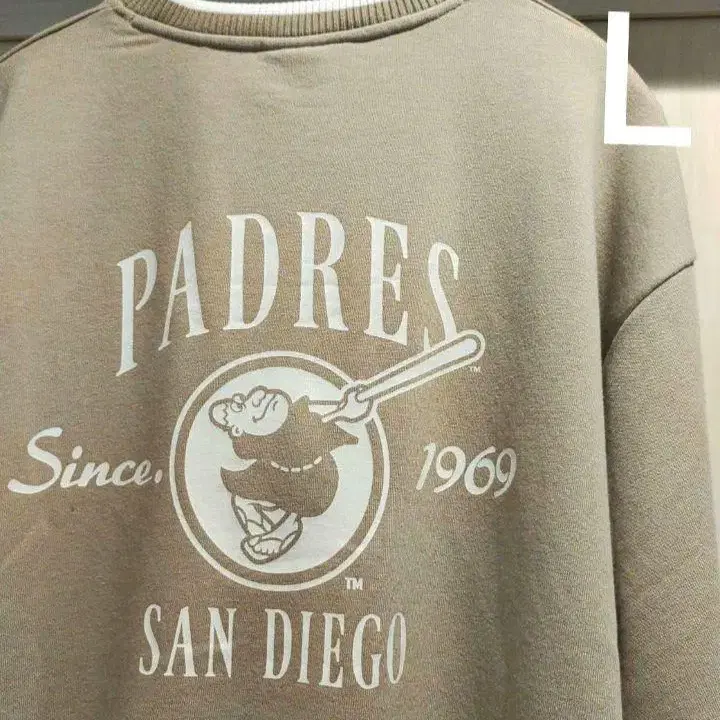 L
PADRES
TM
Since. 1969
TM
SAN DIEGO